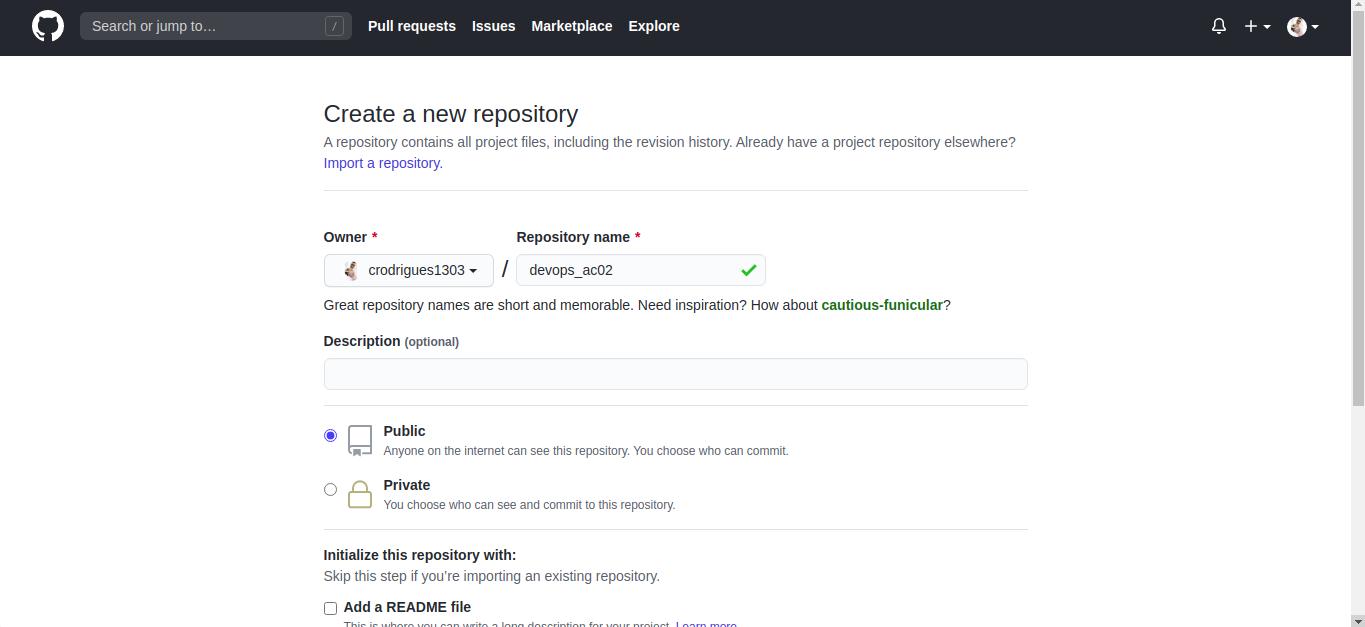 Search or jump to… /
Pull requests Issues Marketplace Explore
Create a new repository
A repository contains all project files, including the revision history. Already have a project repository elsewhere?
Import a repository.
Owner * Repository name *
crodrigues1303 / devops_ac02
Great repository names are short and memorable. Need inspiration? How about cautious-funicular?
Description (optional)
Public
Anyone on the internet can see this repository. You choose who can commit.
Private
You choose who can see and commit to this repository.
Initialize this repository with:
Skip this step if you’re importing an existing repository.
Add a README file
This is where you can write a long description for your project. Learn more.